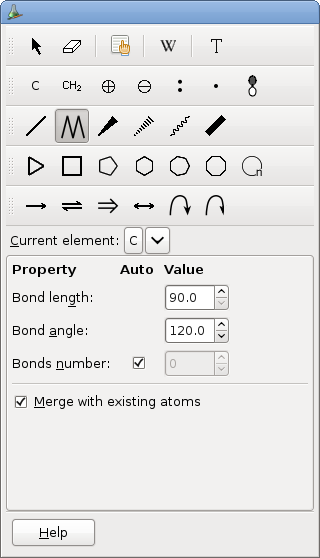 W T
C CH₂
n
Current element: C
Property Auto Value
Bond length: 90.0
Bond angle: 120.0
Bonds number: 0
Merge with existing atoms
Help